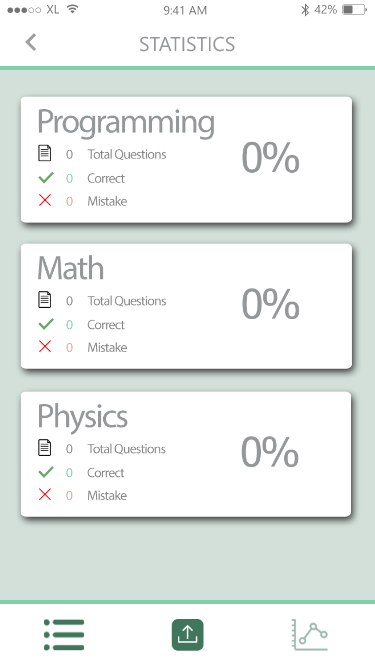 XL 9:41 AM 42%
STATISTICS
Programming
0 Total Questions
0%
0 Correct
0 Mistake
Math
0 Total Questions
0%
0 Correct
0 Mistake
Physics
0 Total Questions
0%
0 Correct
0 Mistake